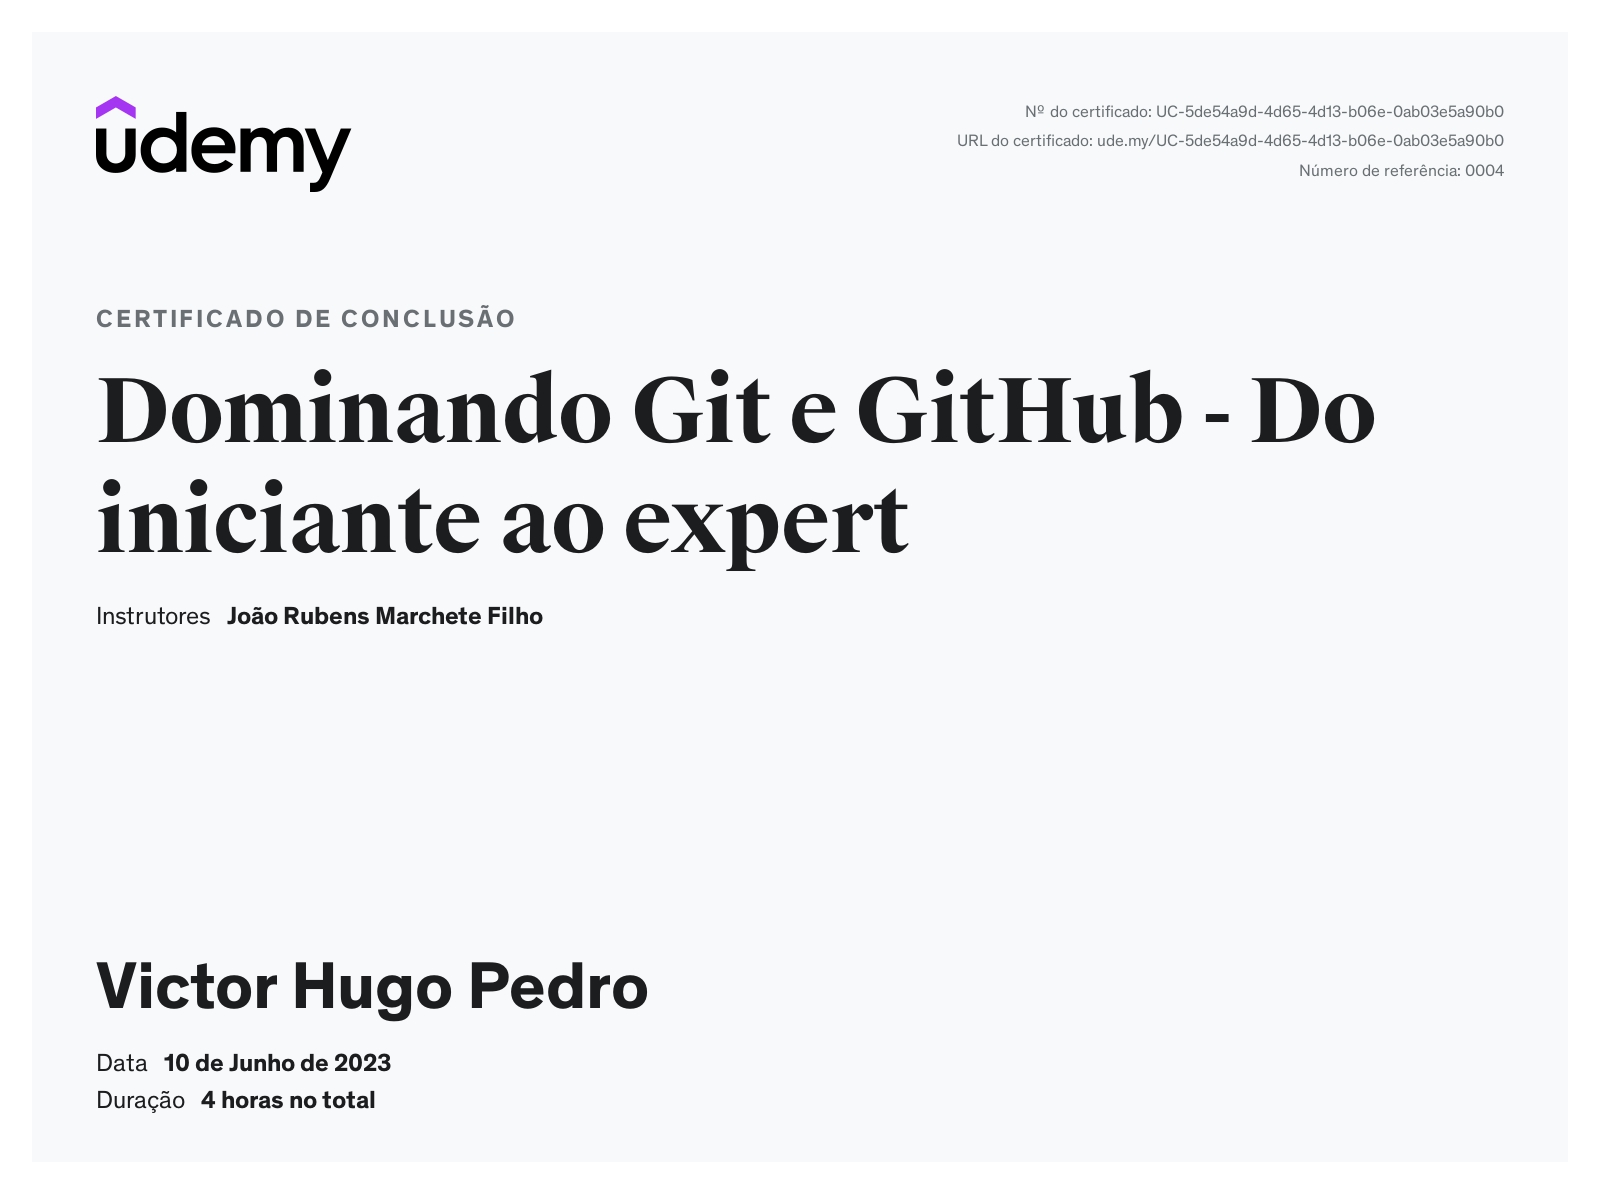 udemy
Nº do certificado: UC-5de54a9d-4d65-4d13-b06e-0ab03e5a90b0
URL do certificado: ude.my/UC-5de54a9d-4d65-4d13-b06e-0ab03e5a90b0
Número de referência: 0004
CERTIFICADO DE CONCLUSÃO
Dominando Git e GitHub - Do
iniciante ao expert
Instrutores João Rubens Marchete Filho
Victor Hugo Pedro
Data 10 de Junho de 2023
Duração 4 horas no total